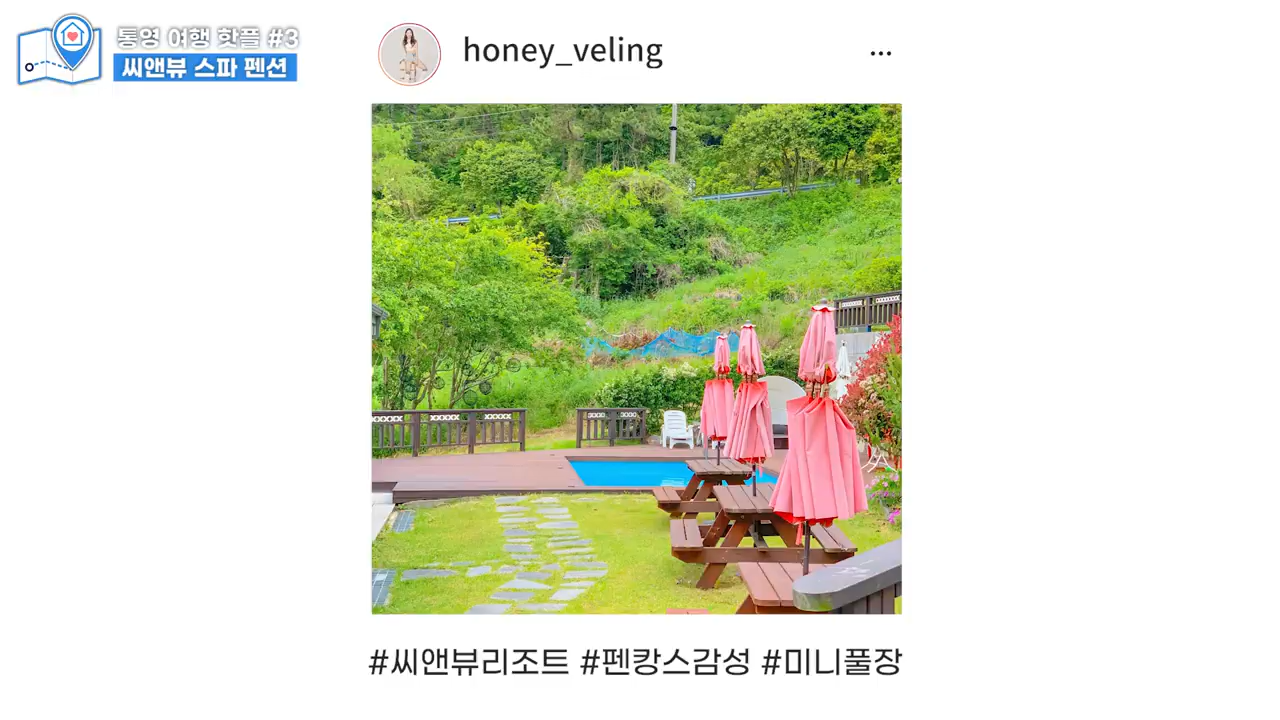 통영 여행 핫플 #3
씨앤뷰 스파 펜션
honey_veling
#씨앤뷰리조트 #펜캉스감성 #미니풀장